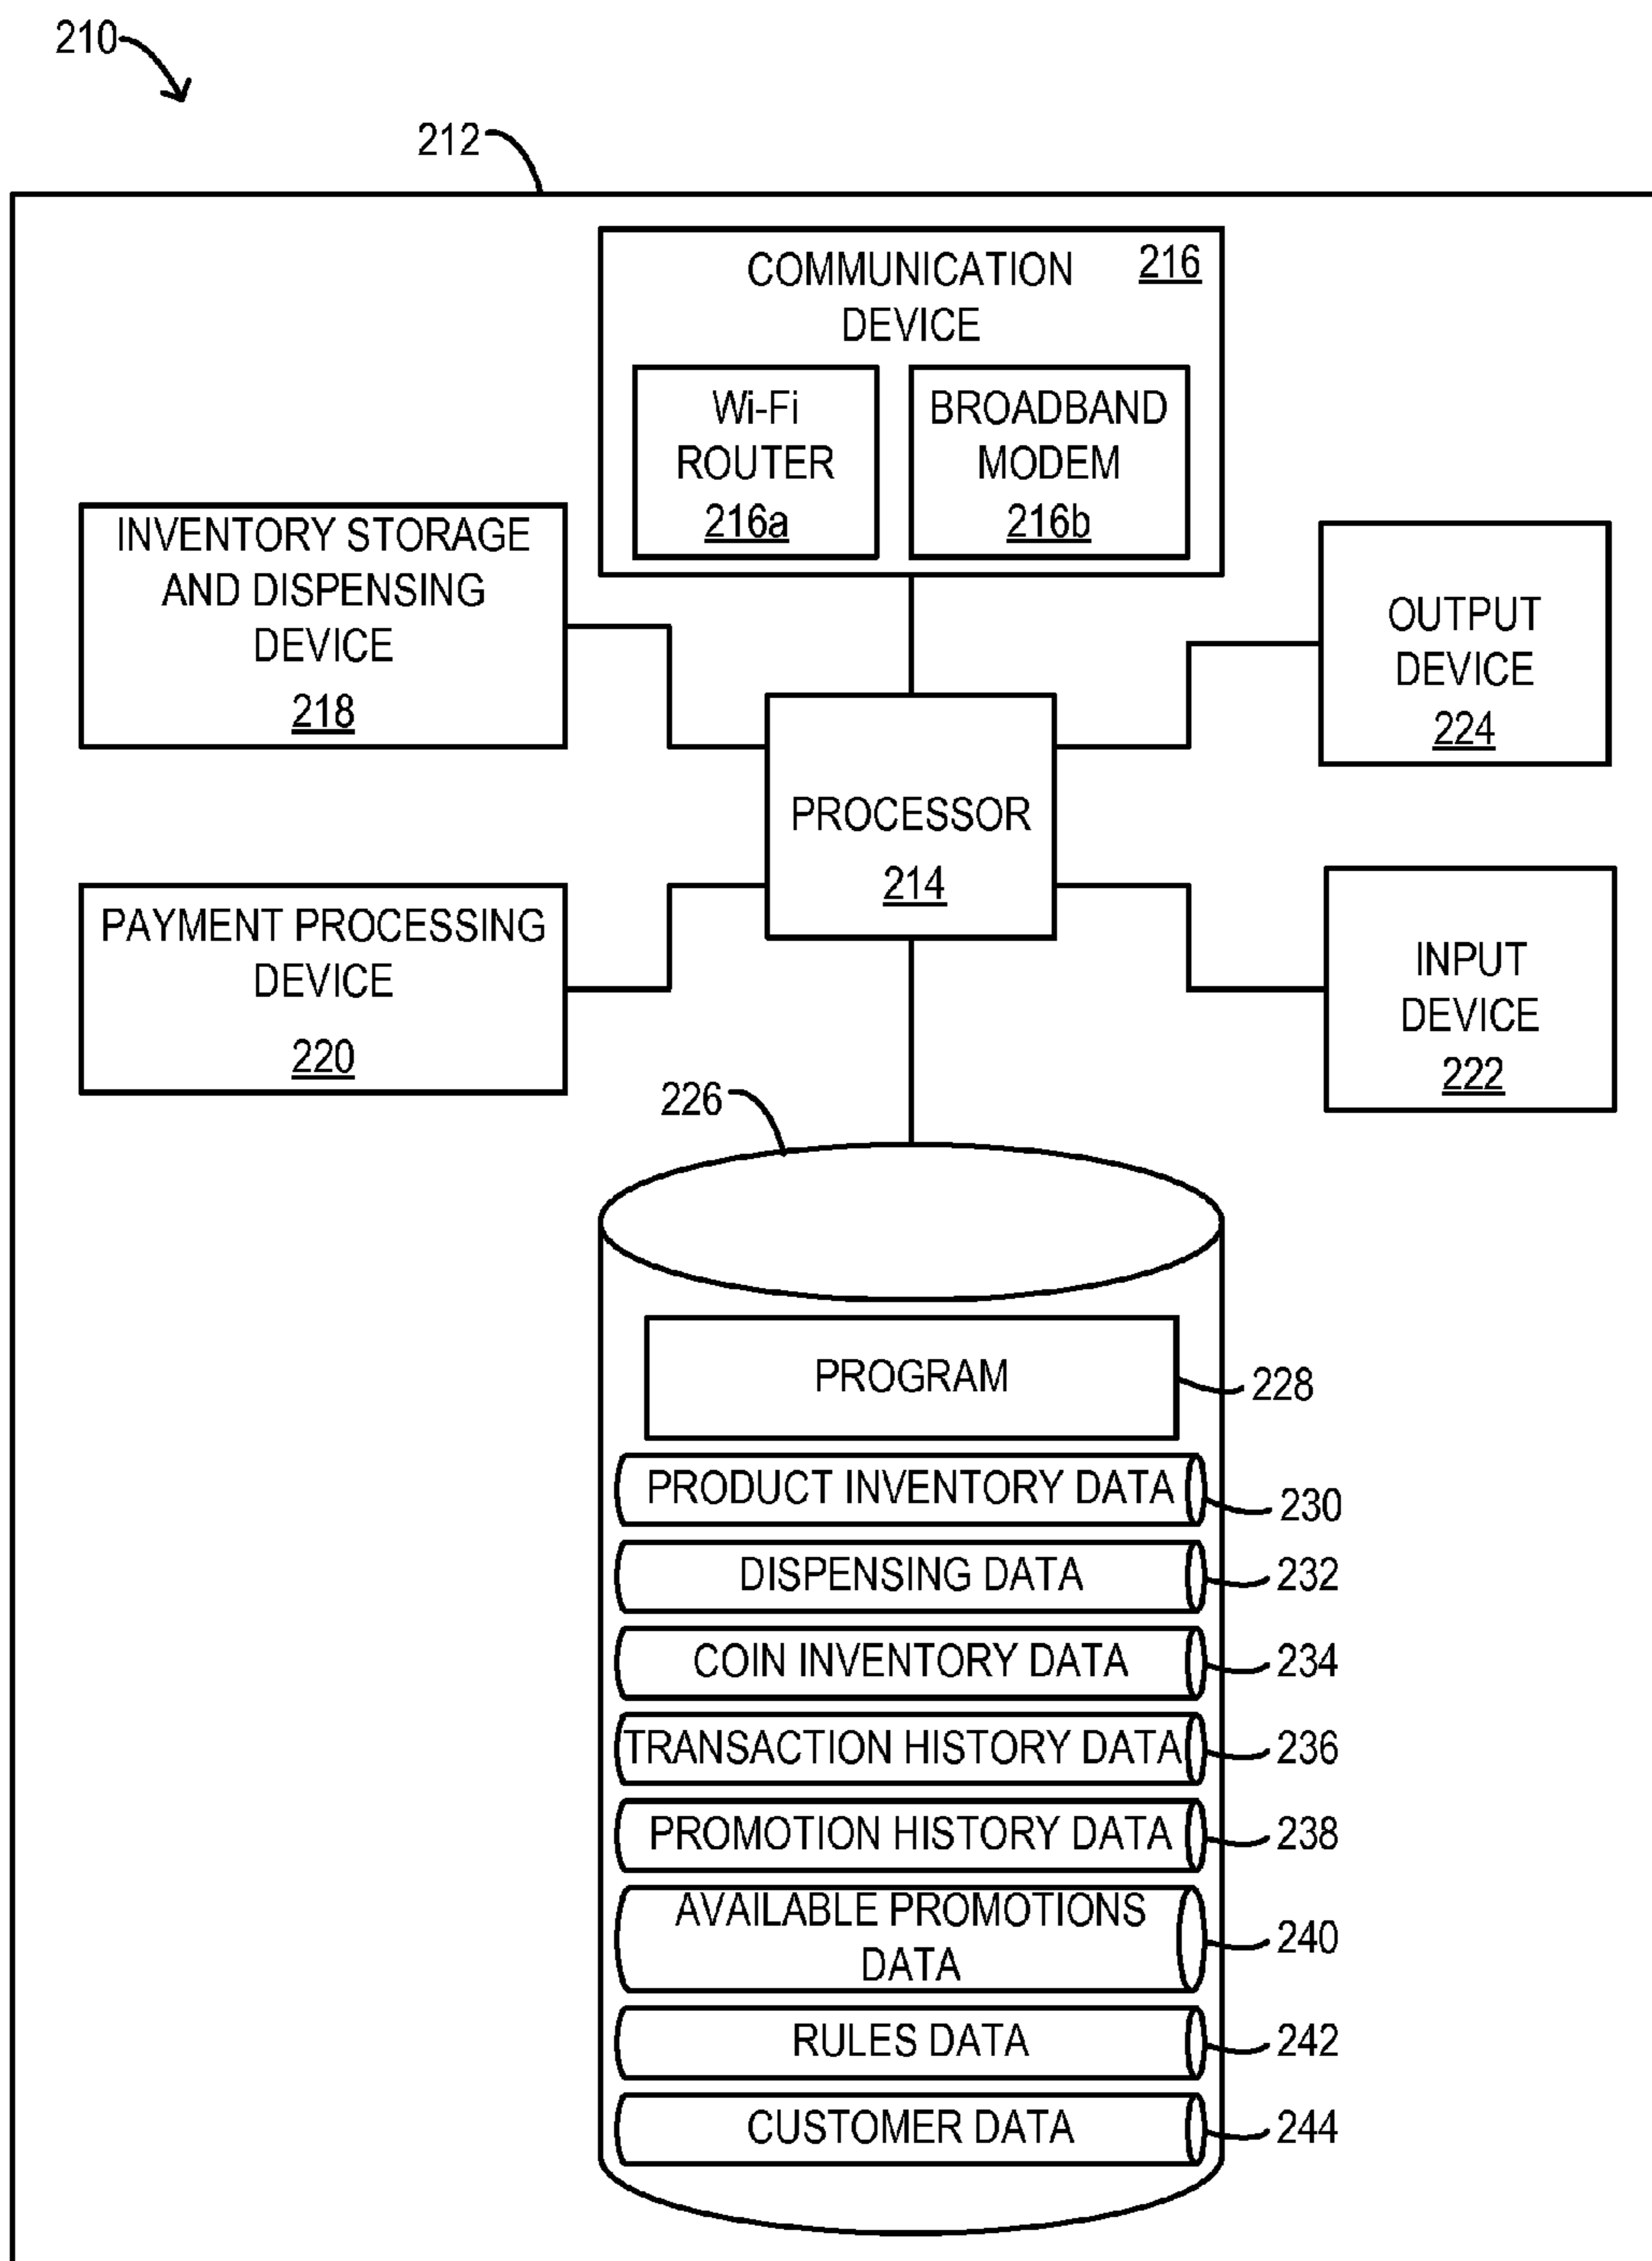 210
212
COMMUNICATION
DEVICE
216
Wi-Fi
ROUTER
216a
BROADBAND
MODEM
216b
INVENTORY STORAGE
AND DISPENSING
DEVICE
218
OUTPUT
DEVICE
224
PROCESSOR
214
PAYMENT PROCESSING
DEVICE
220
INPUT
DEVICE
222
226
PROGRAM
228
PRODUCT INVENTORY DATA
230
DISPENSING DATA
232
COIN INVENTORY DATA
234
TRANSACTION HISTORY DATA
236
PROMOTION HISTORY DATA
238
AVAILABLE PROMOTIONS
DATA
240
RULES DATA
242
CUSTOMER DATA
244